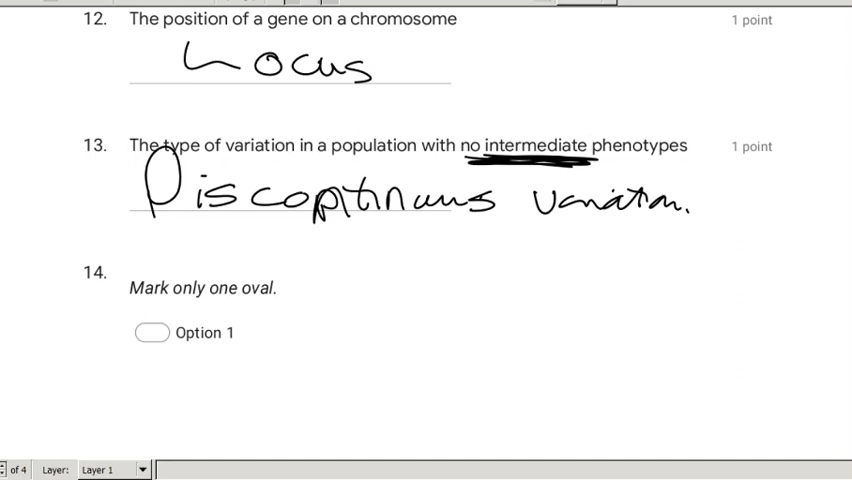 12. The position of a gene on a chromosome 1 point
Locus
13. The type of variation in a population with no intermediate phenotypes 1 point
Discontinuous variation.
14.
Mark only one oval.
Option 1
of 4 Layer: Layer 1